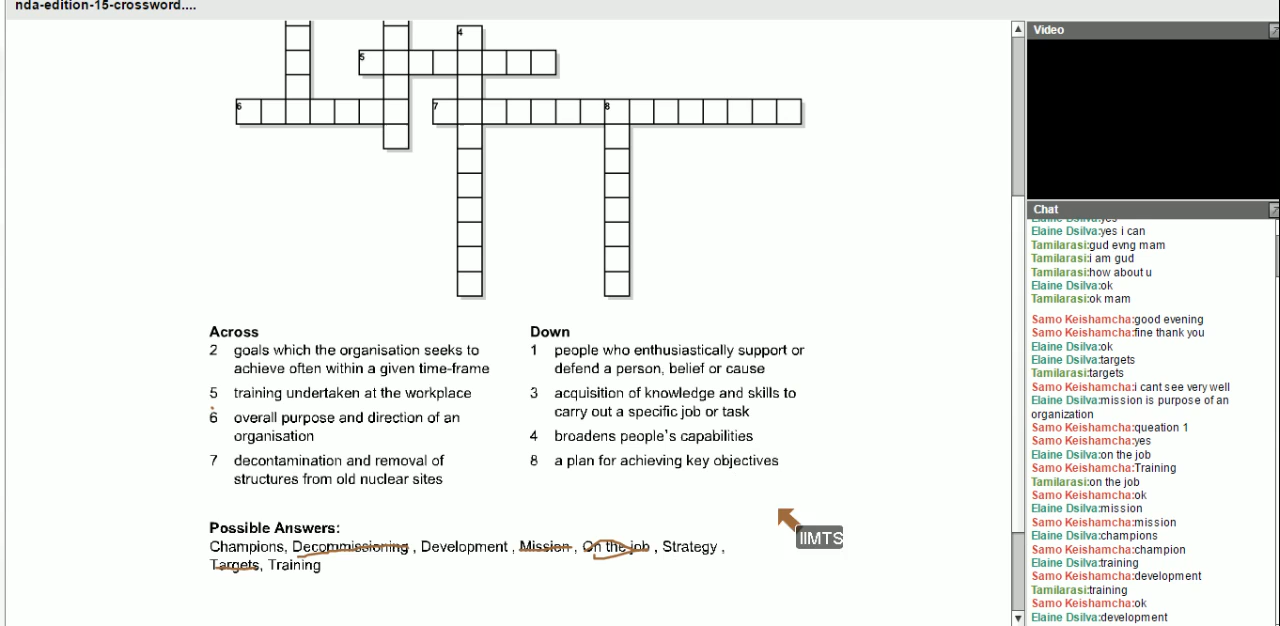 nda-edition-15-crossword....
4
5
6
7
8
Across
2 goals which the organisation seeks to
achieve often within a given time-frame
5 training undertaken at the workplace
6 overall purpose and direction of an
organisation
7 decontamination and removal of
structures from old nuclear sites
Down
1 people who enthusiastically support or
defend a person, belief or cause
3 acquisition of knowledge and skills to
carry out a specific job or task
4 broadens people's capabilities
8 a plan for achieving key objectives
Possible Answers:
Champions, Decommissioning , Development , Mission , On the job , Strategy ,
Targets, Training
IIMTS
Video
Chat
Elaine Dsilva:yes
Elaine Dsilva:yes i can
Tamilarasi:gud evng mam
Tamilarasi:i am gud
Tamilarasi:how about u
Elaine Dsilva:ok
Tamilarasi:ok mam
Samo Keishamcha:good evening
Samo Keishamcha:fine thank you
Elaine Dsilva:ok
Elaine Dsilva:targets
Tamilarasi:targets
Samo Keishamcha:i cant see very well
Elaine Dsilva:mission is purpose of an
organization
Samo Keishamcha:queation 1
Samo Keishamcha:yes
Elaine Dsilva:on the job
Samo Keishamcha:Training
Tamilarasi:on the job
Samo Keishamcha:ok
Elaine Dsilva:mission
Samo Keishamcha:mission
Elaine Dsilva:champions
Samo Keishamcha:champion
Elaine Dsilva:training
Samo Keishamcha:development
Tamilarasi:training
Samo Keishamcha:ok
Elaine Dsilva:development